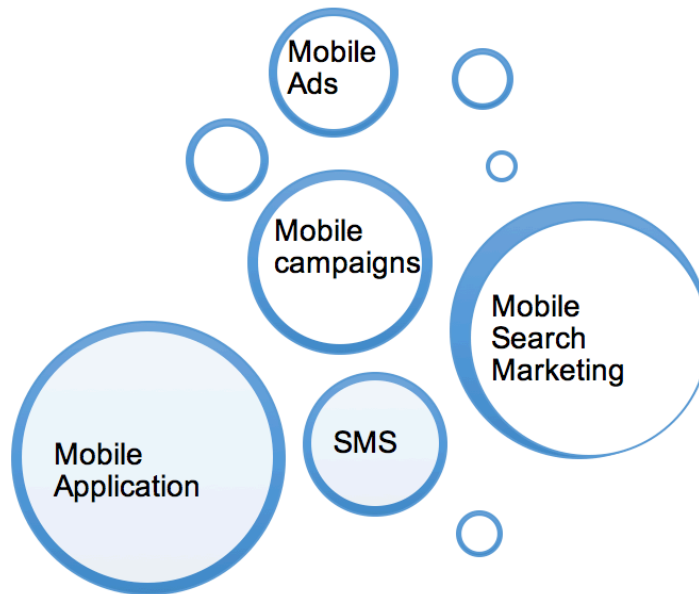 Mobile
Ads
Mobile
campaigns
Mobile
Search
Marketing
SMS
Mobile
Application